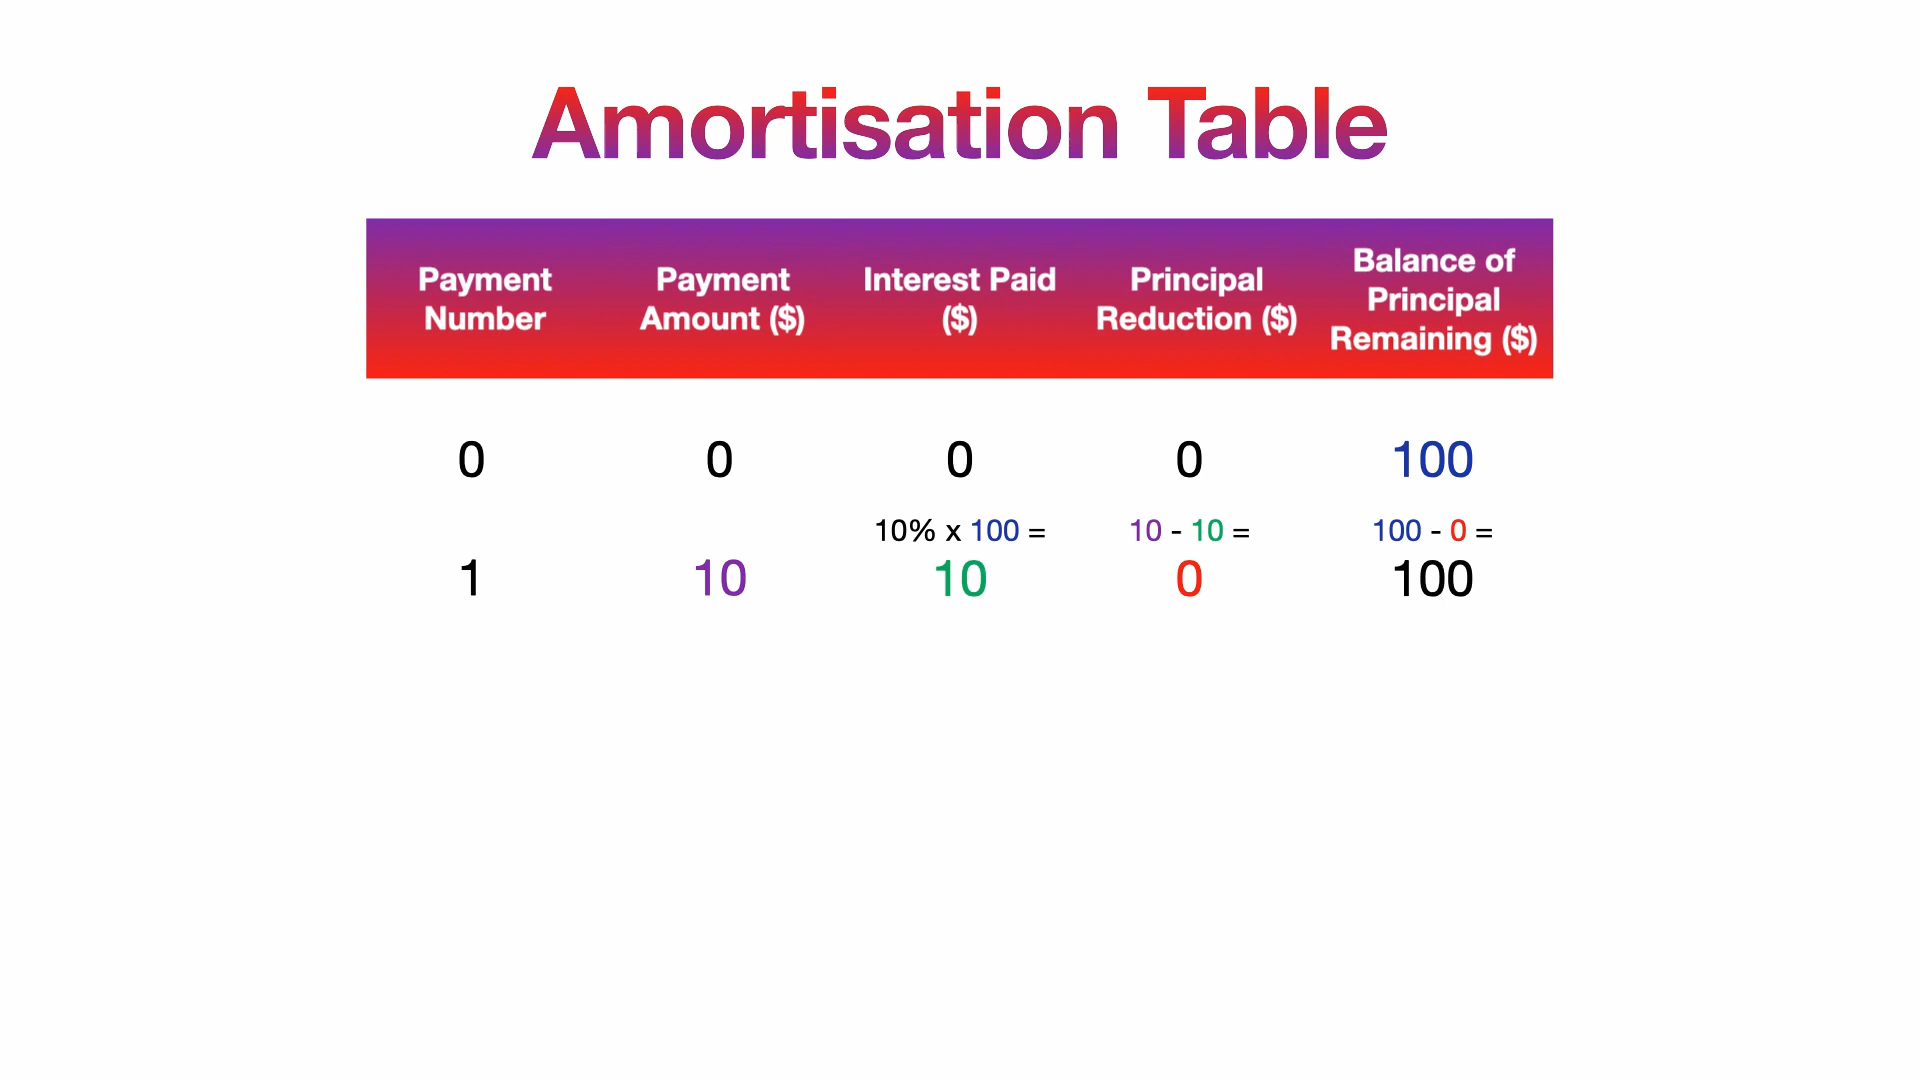 Amortisation Table
Payment Number
Payment Amount ($)
Interest Paid ($)
Principal Reduction ($)
Balance of Principal Remaining ($)
0 0 0 0 100
10% x 100 = 10 - 10 = 100 - 0 =
1 10 10 0 100